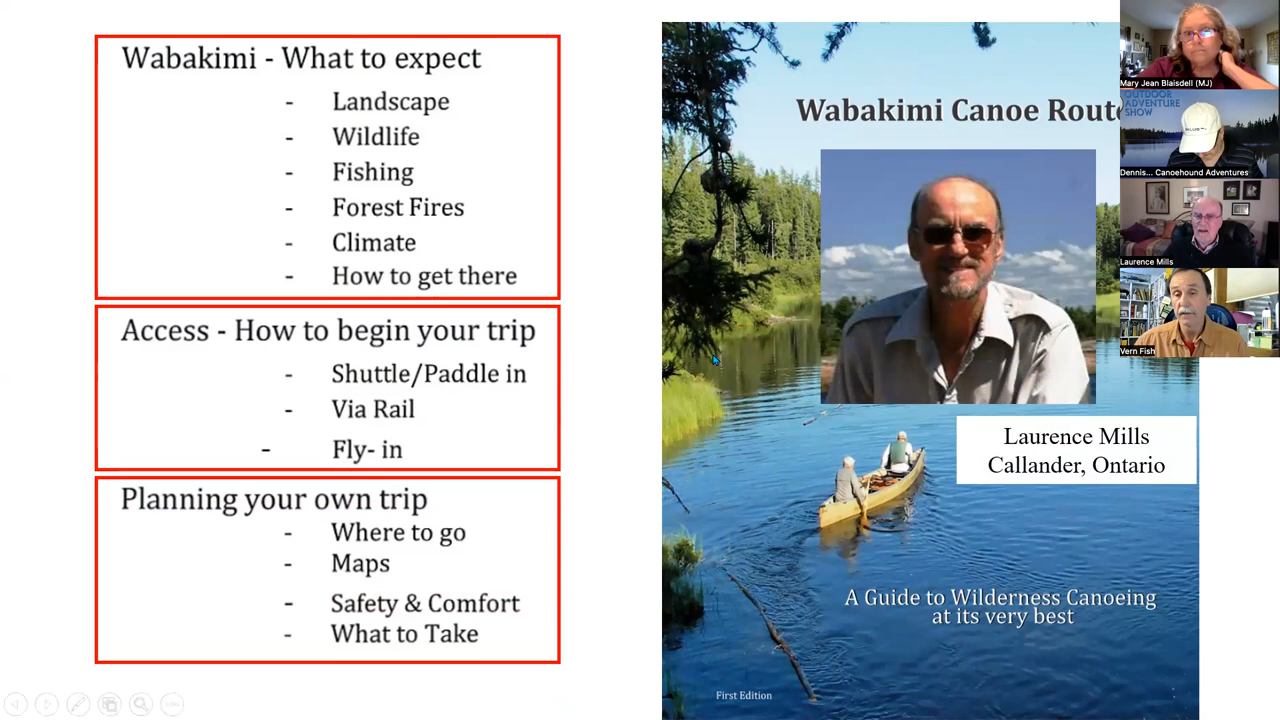 Wabakimi - What to expect
- Landscape
- Wildlife
- Fishing
- Forest Fires
- Climate
- How to get there
Access - How to begin your trip
- Shuttle/Paddle in
- Via Rail
- Fly- in
Planning your own trip
- Where to go
- Maps
- Safety & Comfort
- What to Take
Wabakimi Canoe Route
Laurence Mills
Callander, Ontario
A Guide to Wilderness Canoeing
at its very best
First Edition
Mary Jean Blaisdell (MJ)
OUTDOOR
ADVENTURE
SHOW
Dennis... Canoehound Adventures
Laurence Mills
Vern Fish